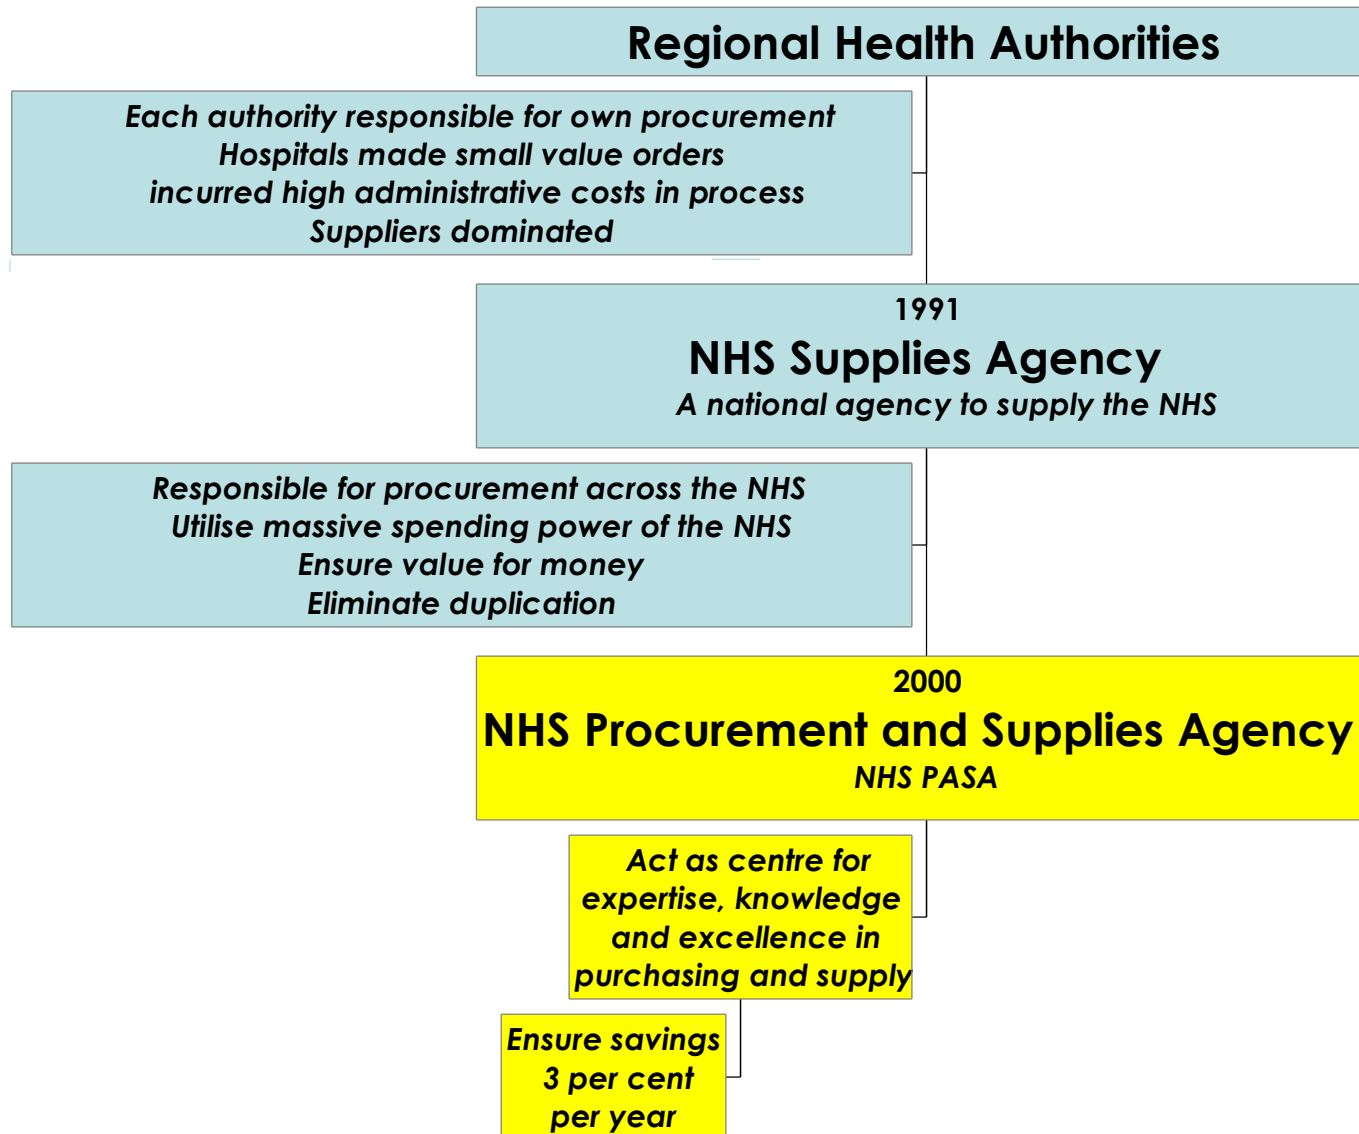 Regional Health Authorities
Each authority responsible for own procurement
Hospitals made small value orders
incurred high administrative costs in process
Suppliers dominated
1991
NHS Supplies Agency
A national agency to supply the NHS
Responsible for procurement across the NHS
Utilise massive spending power of the NHS
Ensure value for money
Eliminate duplication
2000
NHS Procurement and Supplies Agency
NHS PASA
Act as centre for
expertise, knowledge
and excellence in
purchasing and supply
Ensure savings
3 per cent
per year